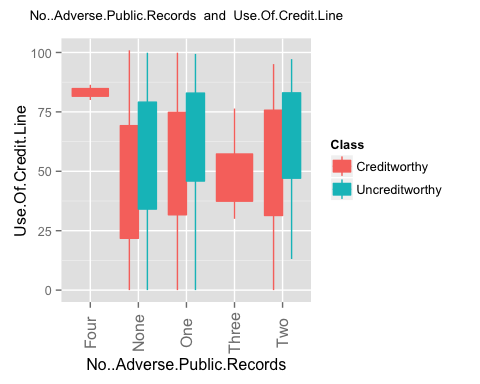 No..Adverse.Public.Records and Use.Of.Credit.Line
Use.Of.Credit.Line
100
75
50
25
0
Four
None
One
Three
Two
No..Adverse.Public.Records
Class
Creditworthy
Uncreditworthy